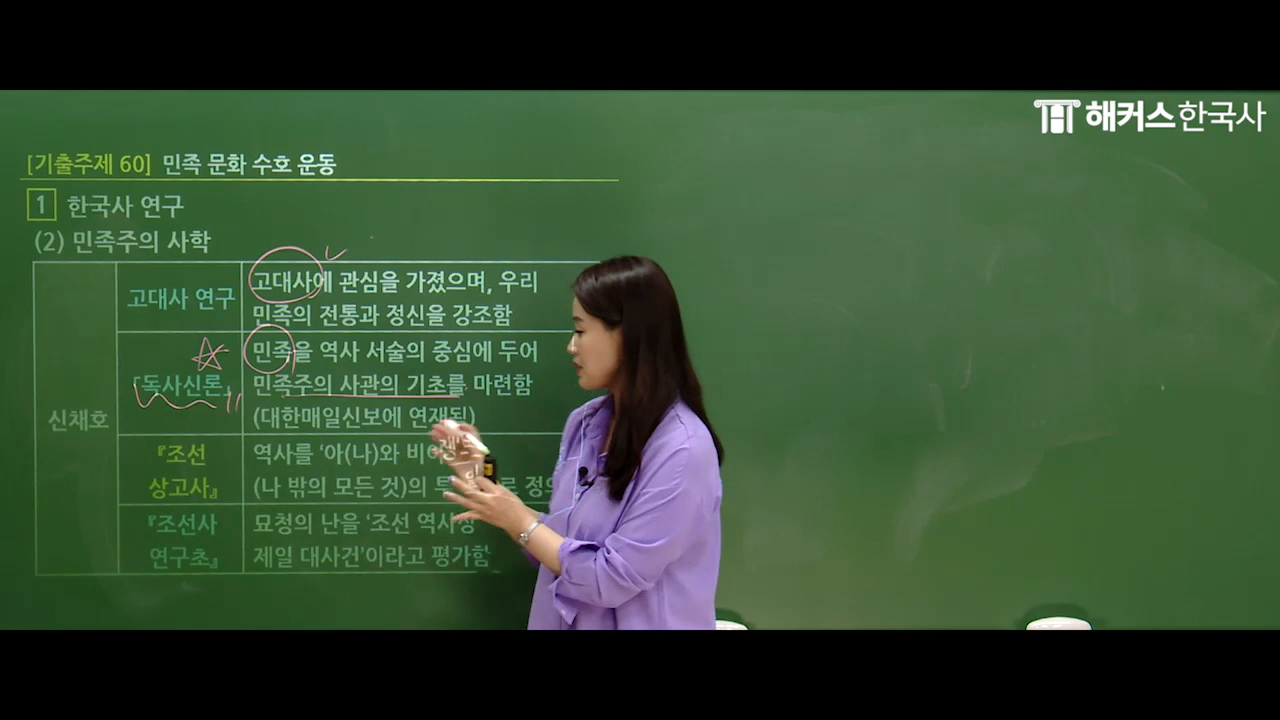 해커스한국사
[기출주제 60] 민족 문화 수호 운동
1 한국사 연구
(2) 민족주의 사학
신채호
고대사 연구
고대사에 관심을 가졌으며, 우리
민족의 전통과 정신을 강조함
『독사신론』
민족을 역사 서술의 중심에 두어
민족주의 사관의 기초를 마련함
(대한매일신보에 연재됨)
『조선
상고사』
역사를 '아(나)와
(나 밖의 모든 것)의
『조선사
연구초』
묘청의 난을 '조선 역사상
제일 대사건'이라고 평가함